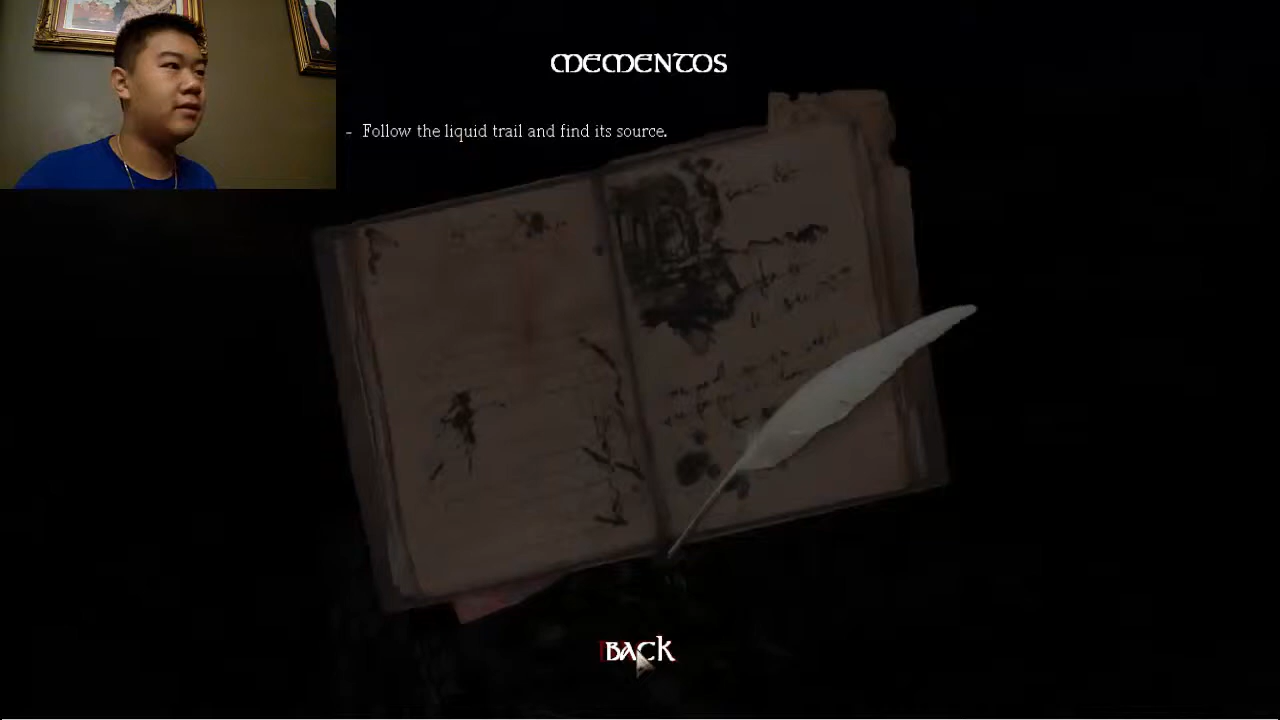 MEMENTOS
- Follow the liquid trail and find its source.
BACK